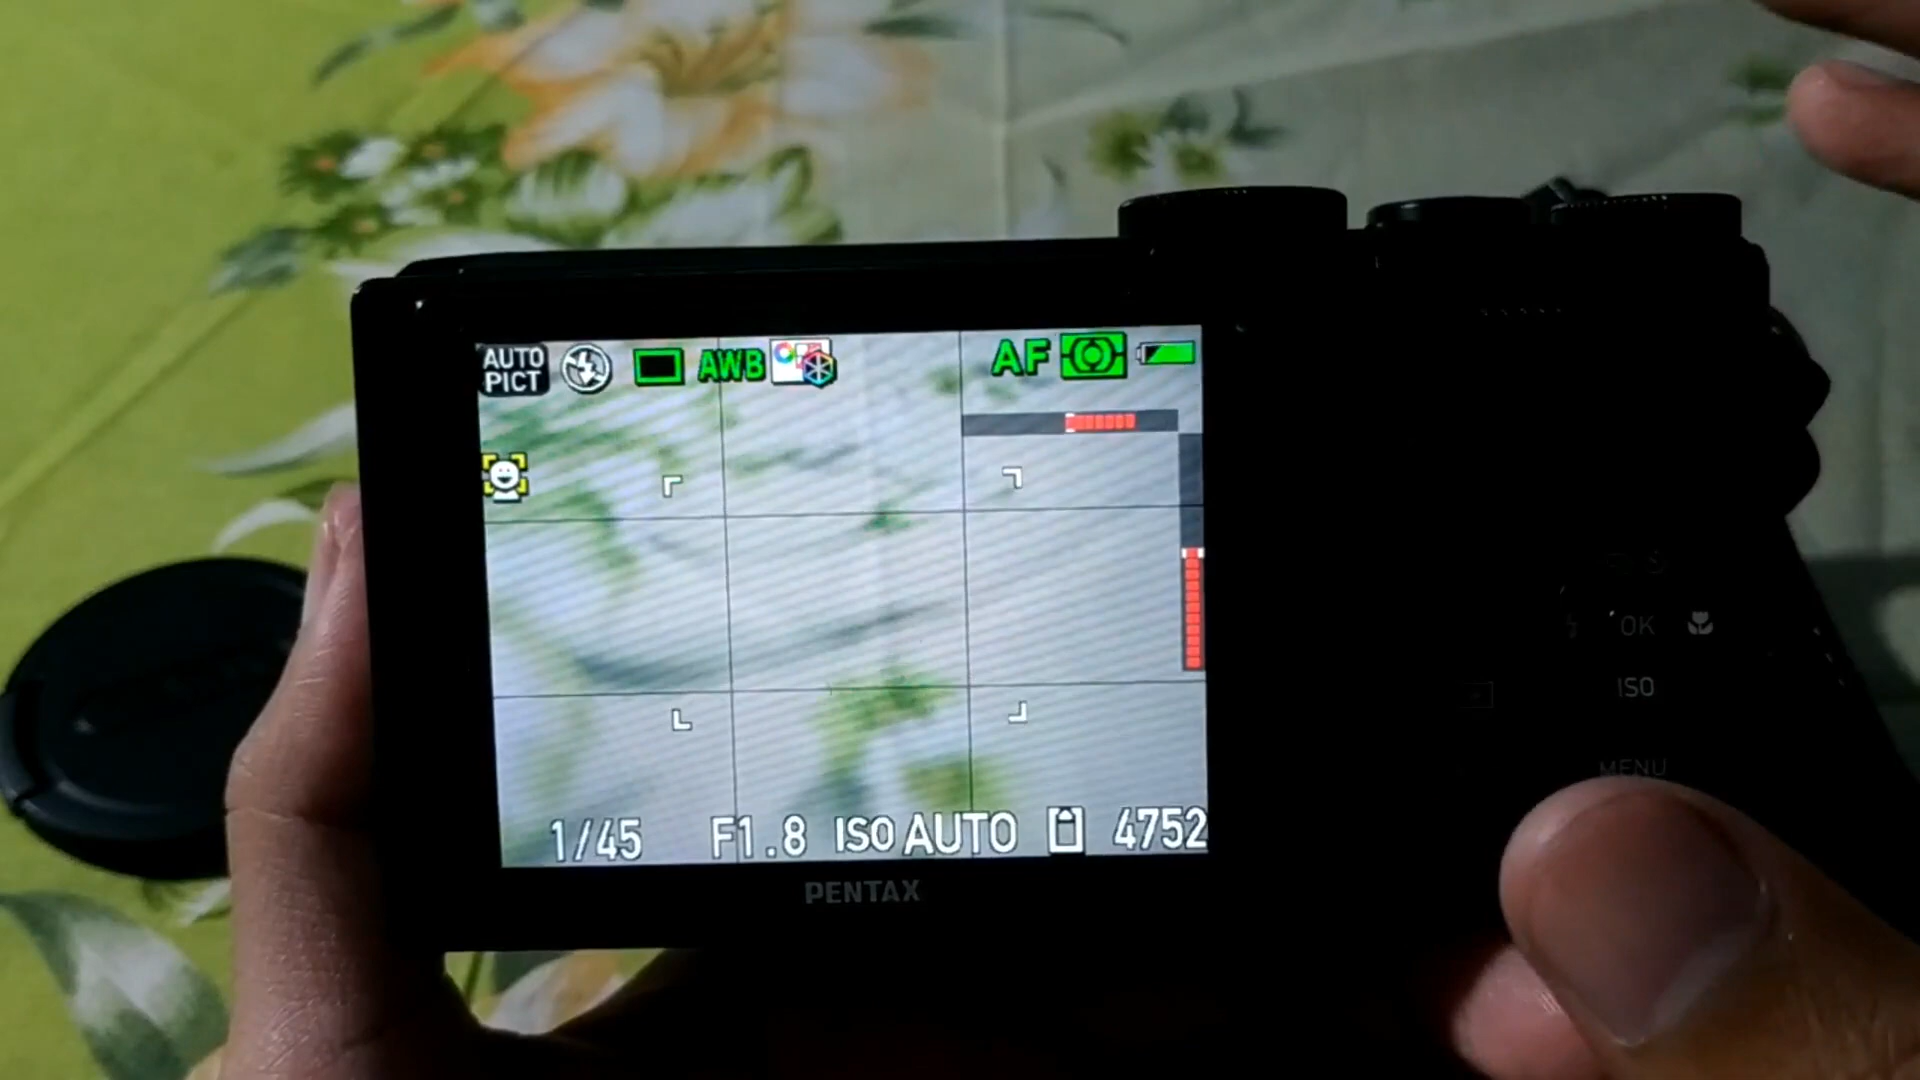 AUTO PICT
AWB
AF
1/45 F1.8 ISO AUTO 4752
PENTAX
OK
ISO
MENU